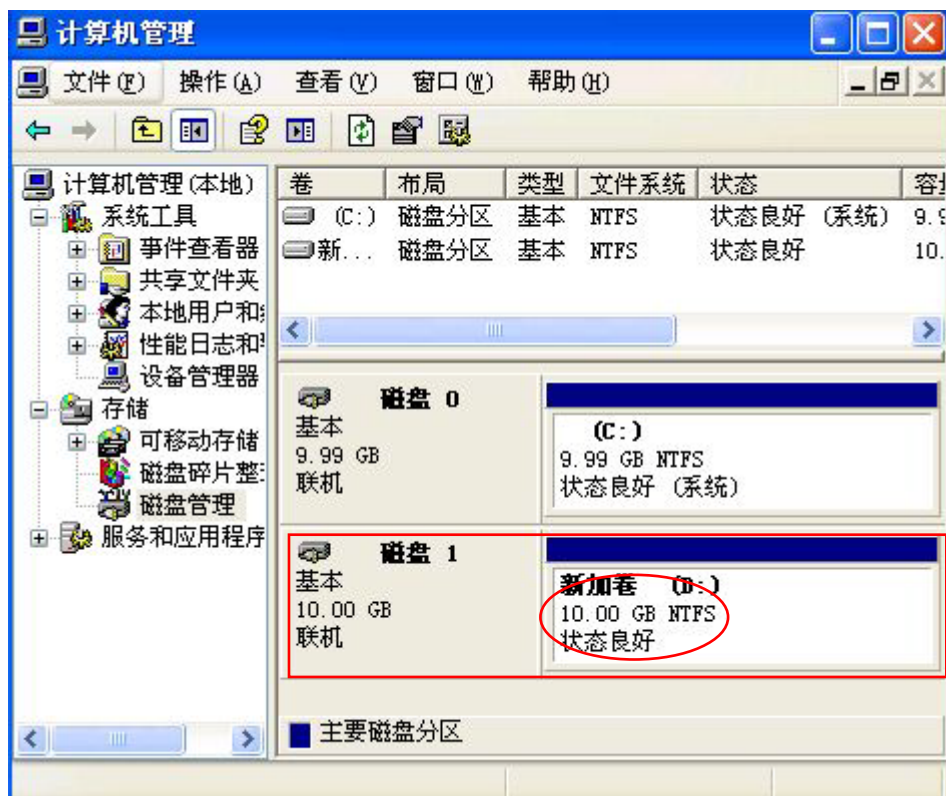 计算机管理
文件(F) 操作(A) 查看(V) 窗口(W) 帮助(H)
计算机管理(本地)
系统工具
事件查看器
共享文件夹
本地用户和
性能日志和
设备管理器
存储
可移动存储
磁盘碎片整
磁盘管理
服务和应用程序
卷 布局 类型 文件系统 状态
(C:) 磁盘分区 基本 NTFS 状态良好 (系统) 9.9
新... 磁盘分区 基本 NTFS 状态良好 10.
磁盘 0
基本
9.99 GB
联机
(C:)
9.99 GB NTFS
状态良好 (系统)
磁盘 1
基本
10.00 GB
联机
新加卷 (D:)
10.00 GB NTFS
状态良好
主要磁盘分区